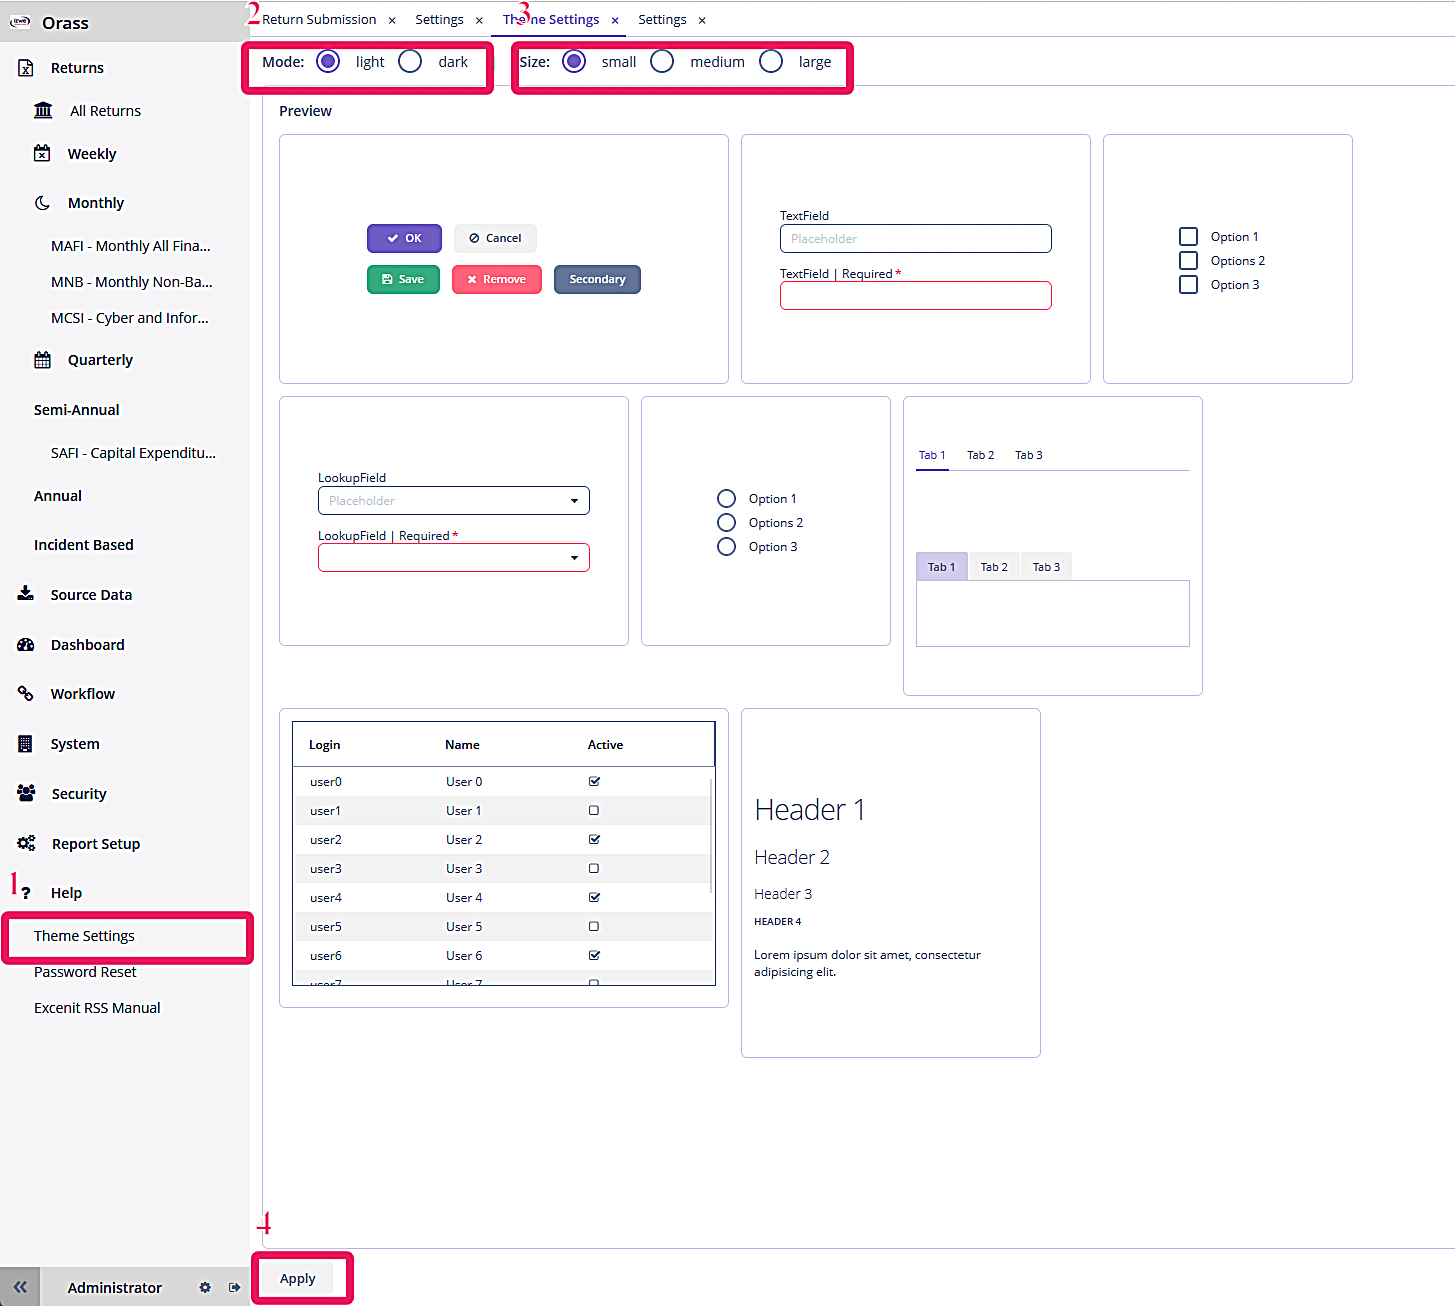 izwe Orass
Returns
All Returns
Weekly
Monthly
MAFI - Monthly All Fina...
MNB - Monthly Non-Ba...
MCSI - Cyber and Infor...
Quarterly
Semi-Annual
SAFI - Capital Expenditu...
Annual
Incident Based
Source Data
Dashboard
Workflow
System
Security
Report Setup
1
? Help
Theme Settings
Password Reset
Excenit RSS Manual
Administrator
2 3
Return Submission × Settings × Theme Settings × Settings ×
Mode: light dark Size: small medium large
Preview
OK Cancel
Save Remove Secondary
TextField
Placeholder
TextField | Required *
Option 1
Options 2
Option 3
LookupField
Placeholder
LookupField | Required *
Option 1
Options 2
Option 3
Tab 1 Tab 2 Tab 3
Tab 1 Tab 2 Tab 3
Login Name Active
user0 User 0
user1 User 1
user2 User 2
user3 User 3
user4 User 4
user5 User 5
user6 User 6
user7 User 7
Header 1
Header 2
Header 3
HEADER 4
Lorem ipsum dolor sit amet, consectetur
adipisicing elit.
4
Apply